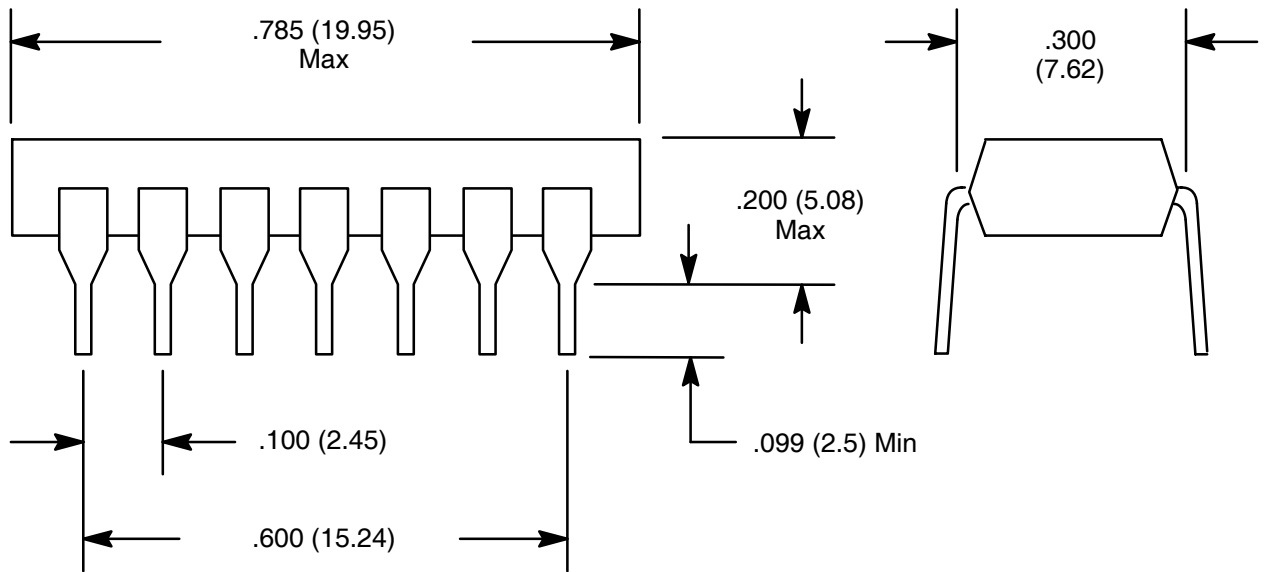 .785 (19.95)
Max
.300
(7.62)
.200 (5.08)
Max
.100 (2.45)
.099 (2.5) Min
.600 (15.24)